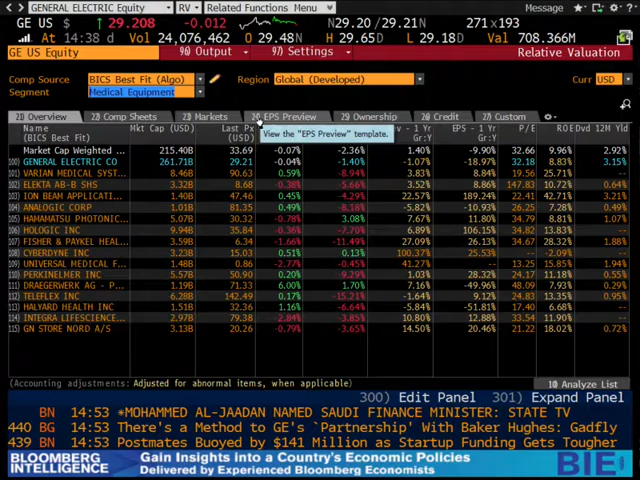 GENERAL ELECTRIC Equity RV Related Functions Menu Message
GE US $ ↑ 29.208 -0.012 N29.20 / 29.21N 271 x 193
At 14:38 d Vol 24,076,462 O 29.48N H 29.65D L 29.18D Val 708.366M
GE US Equity 90) Output 97) Settings Relative Valuation
Comp Source BICS Best Fit (Algo) Region Global (Developed) Curr USD
Segment Medical Equipment
21) Overview 22) Comp Sheets 23) Markets EPS Preview 25) Ownership 26) Credit 27) Custom
View the "EPS Preview" template.
Name Mkt Cap (USD) Last Px - 1 Yr EPS - 1 Yr P/E ROE Dvd 12M Yld
(BICS Best Fit) (USD) Gr:Y Gr:Y
Market Cap Weighted ... 215.40B 33.69 -0.07% -2.36% 1.40% -9.90% 32.66 9.96% 2.92%
100) GENERAL ELECTRIC CO 261.71B 29.21 -0.04% -1.40% -1.07% -18.97% 32.18 8.83% 3.15%
101) VARIAN MEDICAL SYST... 8.46B 90.63 0.59% -8.94% 3.83% 8.84% 19.56 25.71% --
102) ELEKTA AB-B SHS 3.32B 8.68 -0.38% -5.66% 3.52% 8.86% 147.83 10.72% 0.64%
103) ION BEAM APPLICATI... 1.40B 47.46 0.45% -4.29% 22.57% 189.24% 21.42 42.71% 3.21%
104) ANALOGIC CORP 1.01B 81.35 0.49% -8.18% -5.82% -10.93% 26.25 7.28% 0.49%
105) HAMAMATSU PHOTONIC... 5.07B 30.32 -0.78% 3.08% 7.67% 11.80% 34.79 8.81% 1.07%
106) HOLOGIC INC 9.94B 35.84 -0.36% -7.70% 6.89% 106.15% 34.82 13.83% --
107) FISHER & PAYKEL HEAL... 3.59B 6.34 -1.66% -11.49% 27.09% 26.13% 34.67 28.32% 1.88%
108) CYBERDYNE INC 3.33B 15.58 0.51% 0.13% 100.37% 25.53% -- -2.09% --
109) UNIVERSAL MEDICAL F... 1.48B 0.86 -2.77% -0.45% 41.27% -- 13.29 15.85% 1.94%
110) PERKINELMER INC 5.57B 50.90 0.20% -9.29% 1.03% 28.32% 24.17 11.18% 0.55%
111) DRAEGERWERK AG - P... 1.38B 71.33 6.00% 1.70% 7.16% -49.96% 25.11 3.63% 0.29%
112) TELEFLEX INC 6.28B 142.49 0.17% -15.21% -1.64% 9.12% 24.83 13.53% 0.95%
113) HALYARD HEALTH INC 1.51B 32.36 1.16% -6.64% -5.84% -51.81% 17.40 6.68% --
114) INTEGRA LIFESCIENCE... 2.97B 79.38 -2.84% -3.85% 10.80% 12.88% 33.54 11.90% --
115) GN STORE NORD A/S 3.13B 20.26 -0.79% -3.65% 14.50% 20.46% 21.22 18.02% 0.72%
(Accounting adjustments: Adjusted for abnormal items, when applicable) 10) Analyze List
300) Edit Panel 301) Expand Panel
BN 14:53 *MOHAMMED AL-JAADAN NAMED SAUDI FINANCE MINISTER: STATE TV
440 BG 14:53 There's a Method to GE's `Partnership' With Baker Hughes: Gadfly
439 BN 14:53 Postmates Buoyed by $141 Million as Startup Funding Gets Tougher
BLOOMBERG INTELLIGENCE Gain Insights into a Country's Economic Policies BIE
Delivered by Experienced Bloomberg Economists